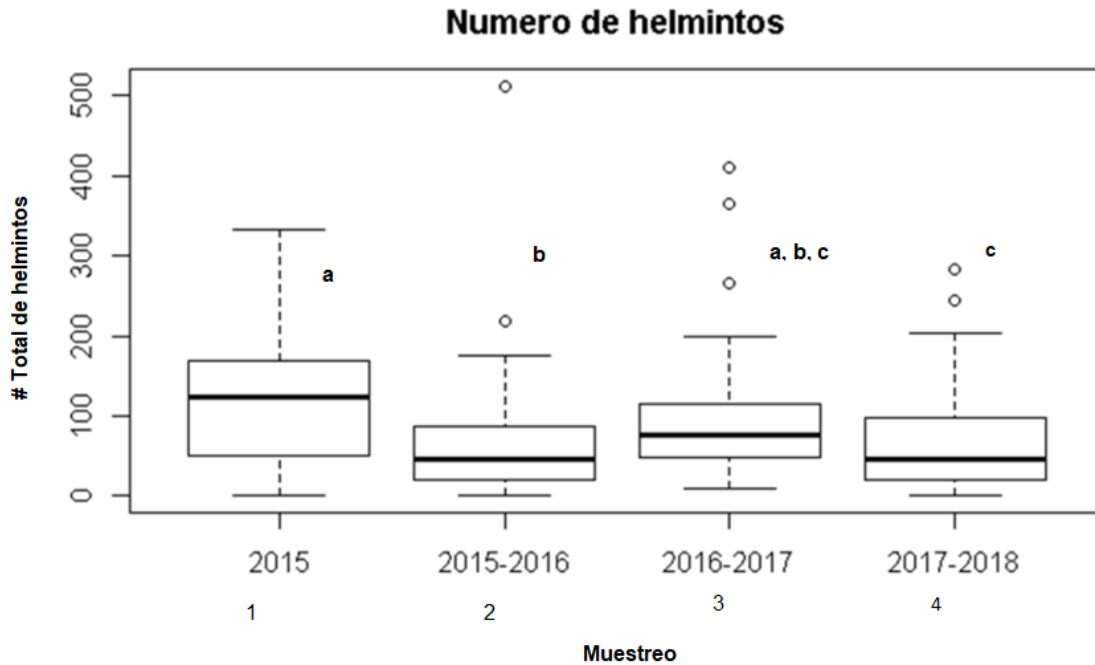 Numero de helmintos
# Total de helmintos
500
400
300
200
100
0
a
b
a, b, c
c
2015
2015-2016
2016-2017
2017-2018
1
2
3
4
Muestreo